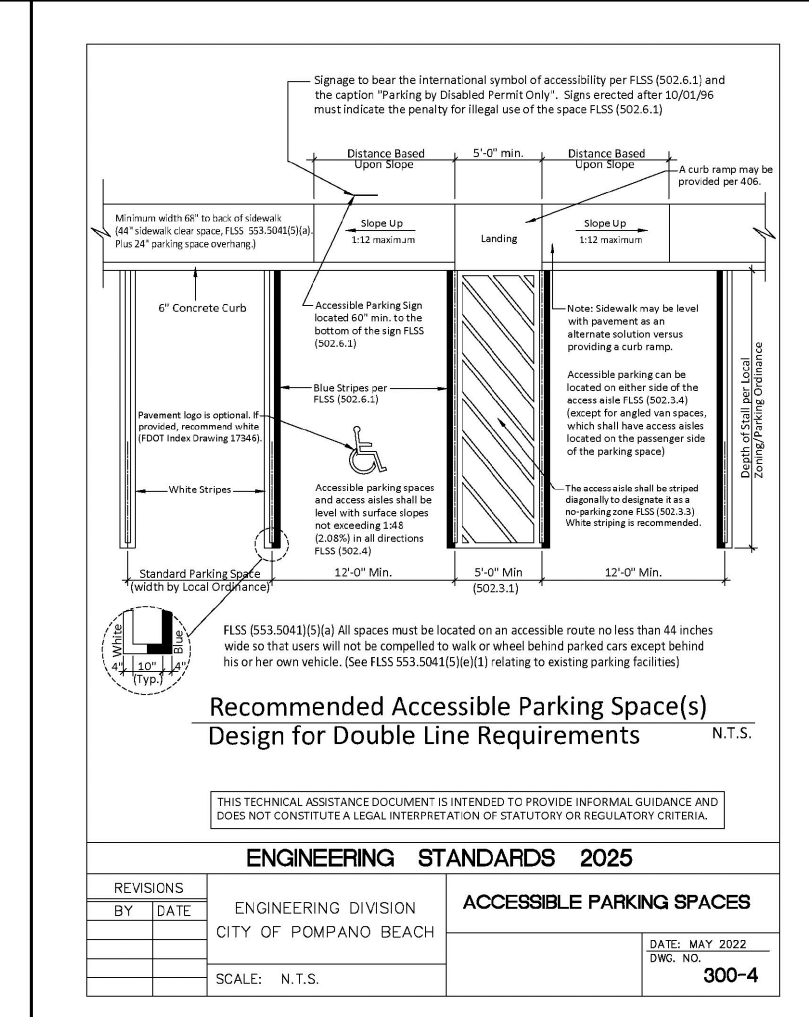 Signage to bear the international symbol of accessibility per FLSS (502.6.1) and
the caption "Parking by Disabled Permit Only". Signs erected after 10/01/96
must indicate the penalty for illegal use of the space FLSS (502.6.1)
Distance Based
Upon Slope
5'-0" min.
Distance Based
Upon Slope
A curb ramp may be
provided per 406.
Minimum width 68" to back of sidewalk
(44" sidewalk clear space, FLSS 553.5041(5)(a).
Plus 24" parking space overhang.)
Slope Up
1:12 maximum
Landing
Slope Up
1:12 maximum
6" Concrete Curb
Accessible Parking Sign
located 60" min. to the
bottom of the sign FLSS
(502.6.1)
Note: Sidewalk may be level
with pavement as an
alternate solution versus
providing a curb ramp.
Blue Stripes per
FLSS (502.6.1)
Accessible parking can be
located on either side of the
access aisle FLSS (502.3.4)
(except for angled van spaces,
which shall have access aisles
located on the passenger side
of the parking space)
Depth of Stall per Local
Zoning/Parking Ordinance
Pavement logo is optional. If
provided, recommend white
(FDOT Index Drawing 17346).
White Stripes
Accessible parking spaces
and access aisles shall be
level with surface slopes
not exceeding 1:48
(2.08%) in all directions
FLSS (502.4)
The access aisle shall be striped
diagonally to designate it as a
no-parking zone FLSS (502.3.3)
White striping is recommended.
Standard Parking Space
(width by Local Ordinance)
12'-0" Min.
5'-0" Min
(502.3.1)
12'-0" Min.
White
Blue
4"
10"
4"
(Typ.)
FLSS (553.5041)(5)(a) All spaces must be located on an accessible route no less than 44 inches
wide so that users will not be compelled to walk or wheel behind parked cars except behind
his or her own vehicle. (See FLSS 553.5041(5)(e)(1) relating to existing parking facilities)
Recommended Accessible Parking Space(s)
Design for Double Line Requirements
N.T.S.
THIS TECHNICAL ASSISTANCE DOCUMENT IS INTENDED TO PROVIDE INFORMAL GUIDANCE AND
DOES NOT CONSTITUTE A LEGAL INTERPRETATION OF STATUTORY OR REGULATORY CRITERIA.
ENGINEERING STANDARDS 2025
REVISIONS
BY DATE
ENGINEERING DIVISION
CITY OF POMPANO BEACH
SCALE: N.T.S.
ACCESSIBLE PARKING SPACES
DATE: MAY 2022
DWG. NO.
300-4